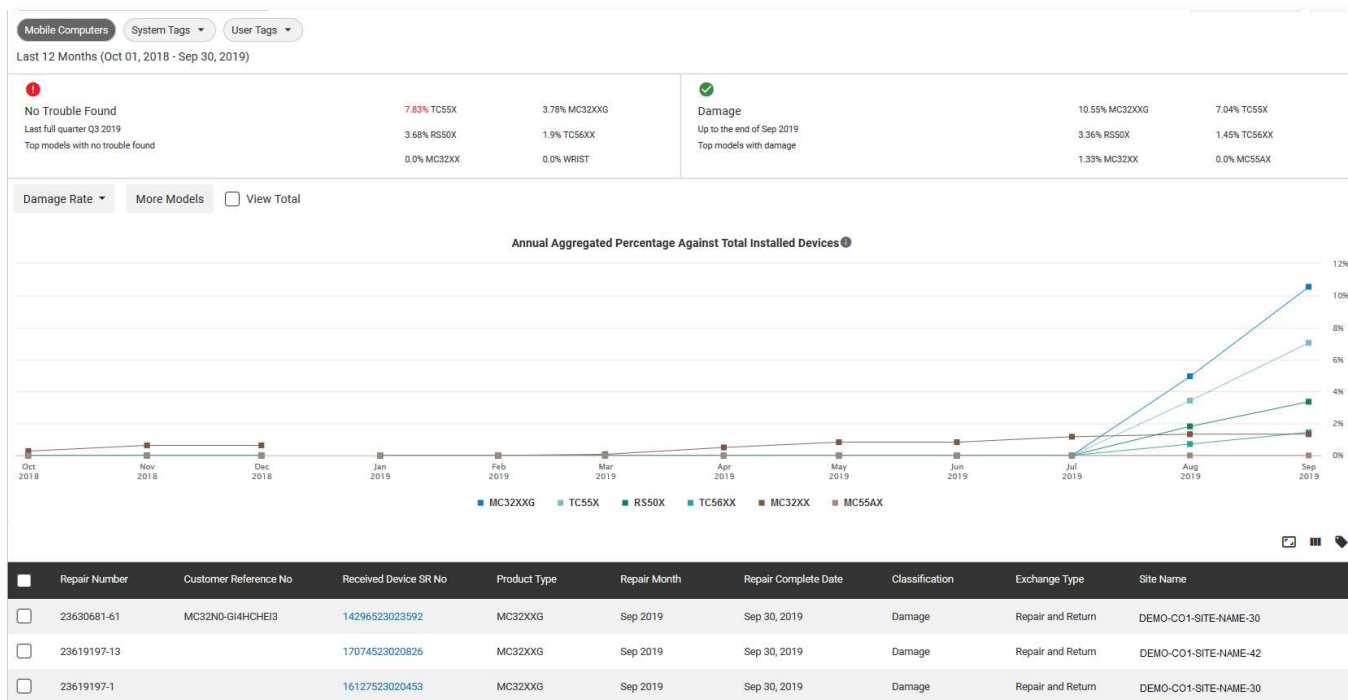 Mobile Computers System Tags User Tags
Last 12 Months (Oct 01, 2018 - Sep 30, 2019)
No Trouble Found
Last full quarter Q3 2019
Top models with no trouble found
7.83% TC55X 3.78% MC32XXG
3.68% RS50X 1.9% TC56XX
0.0% MC32XX 0.0% WRIST
Damage
Up to the end of Sep 2019
Top models with damage
10.55% MC32XXG 7.04% TC55X
3.36% RS50X 1.45% TC56XX
1.33% MC32XX 0.0% MC55AX
Damage Rate More Models View Total
Annual Aggregated Percentage Against Total Installed Devices
12%
10%
8%
6%
4%
2%
0%
Oct 2018
Nov 2018
Dec 2018
Jan 2019
Feb 2019
Mar 2019
Apr 2019
May 2019
Jun 2019
Jul 2019
Aug 2019
Sep 2019
MC32XXG TC55X RS50X TC56XX MC32XX MC55AX
Repair Number Customer Reference No Received Device SR No Product Type Repair Month Repair Complete Date Classification Exchange Type Site Name
23630681-61 MC32N0-GI4HCHEI3 14296523023592 MC32XXG Sep 2019 Sep 30, 2019 Damage Repair and Return DEMO-CO1-SITE-NAME-30
23619197-13 17074523020826 MC32XXG Sep 2019 Sep 30, 2019 Damage Repair and Return DEMO-CO1-SITE-NAME-42
23619197-1 16127523020453 MC32XXG Sep 2019 Sep 30, 2019 Damage Repair and Return DEMO-CO1-SITE-NAME-30